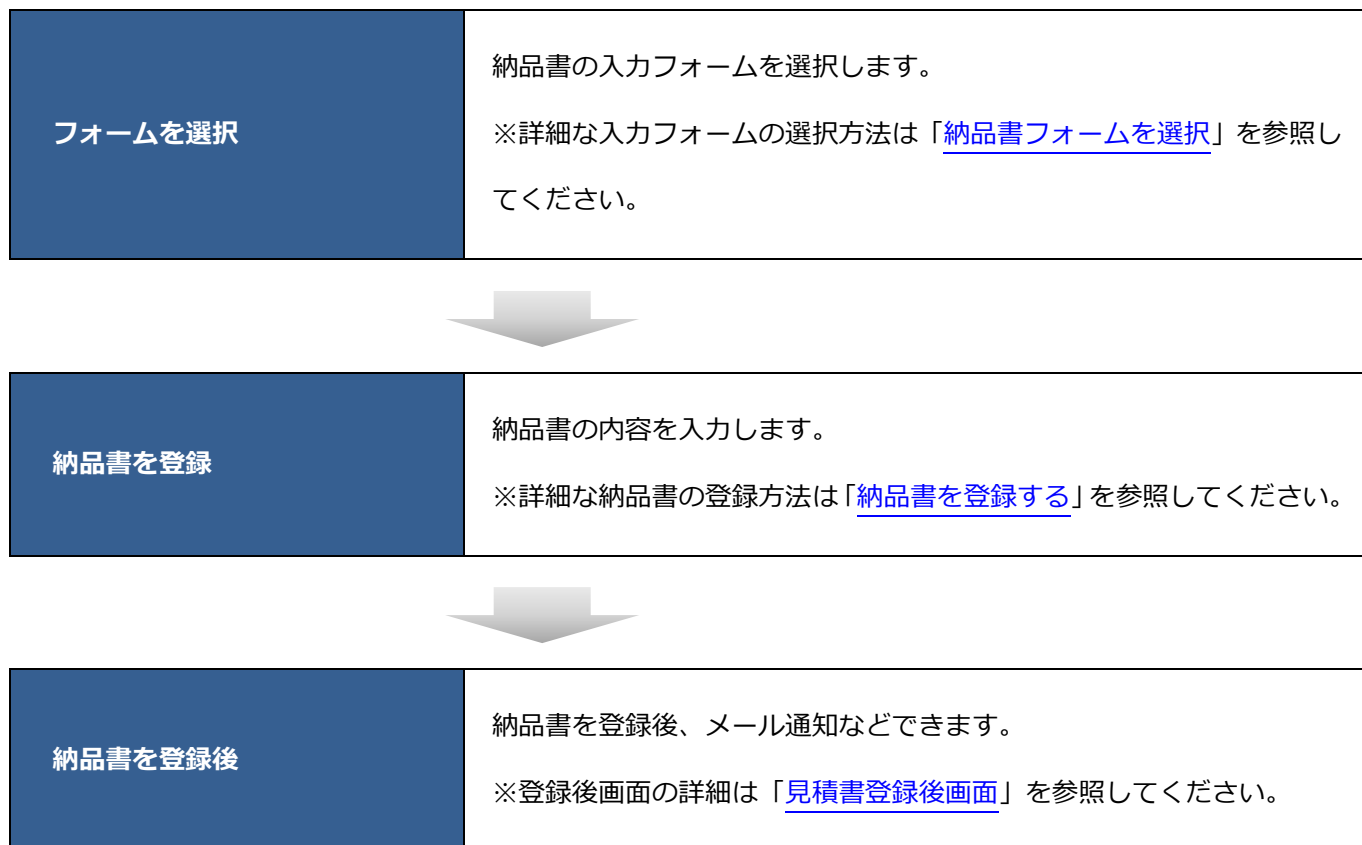 フォームを選択
納品書の入力フォームを選択します。
※詳細な入力フォームの選択方法は「納品書フォームを選択」を参照し
てください。
納品書を登録
納品書の内容を入力します。
※詳細な納品書の登録方法は「納品書を登録する」を参照してください。
納品書を登録後
納品書を登録後、メール通知などできます。
※登録後画面の詳細は「見積書登録後画面」を参照してください。